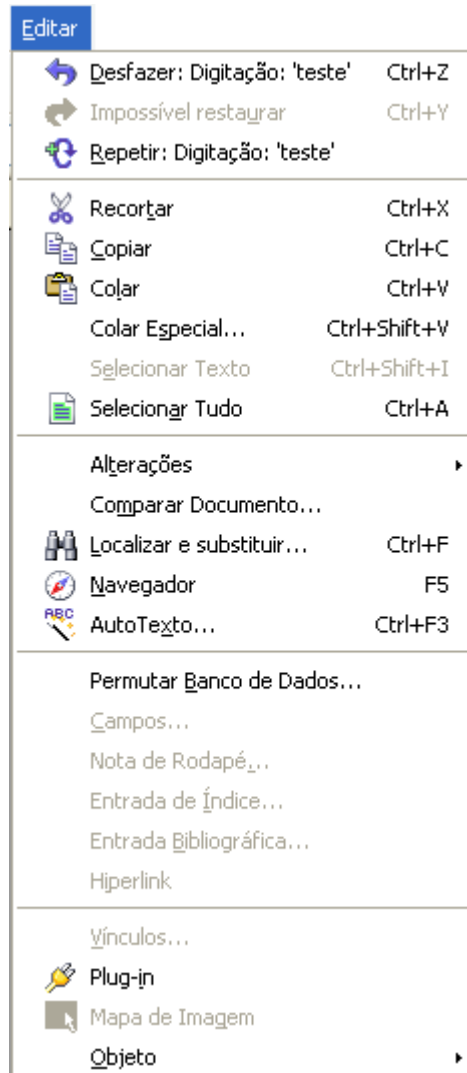 Editar
Desfazer: Digitação: 'teste' Ctrl+Z
Impossível restaurar Ctrl+Y
Repetir: Digitação: 'teste'
Recortar Ctrl+X
Copiar Ctrl+C
Colar Ctrl+V
Colar Especial... Ctrl+Shift+V
Selecionar Texto Ctrl+Shift+I
Selecionar Tudo Ctrl+A
Alterações
Comparar Documento...
Localizar e substituir... Ctrl+F
Navegador F5
ABC
AutoTexto... Ctrl+F3
Permutar Banco de Dados...
Campos...
Nota de Rodapé...
Entrada de Índice...
Entrada Bibliográfica...
Hiperlink
Vínculos...
Plug-in
Mapa de Imagem
Objeto